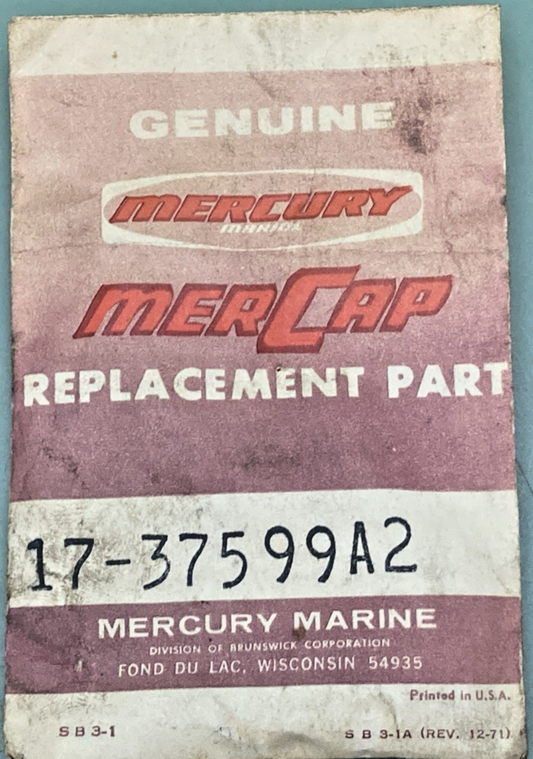 GENUINE
MERCURY
MARINE
MERCAP
REPLACEMENT PART
17-37599A2
MERCURY MARINE
DIVISION OF BRUNSWICK CORPORATION
FOND DU LAC, WISCONSIN 54935
Printed in U.S.A.
S B 3-1
S B 3-1A (REV. 12-71)